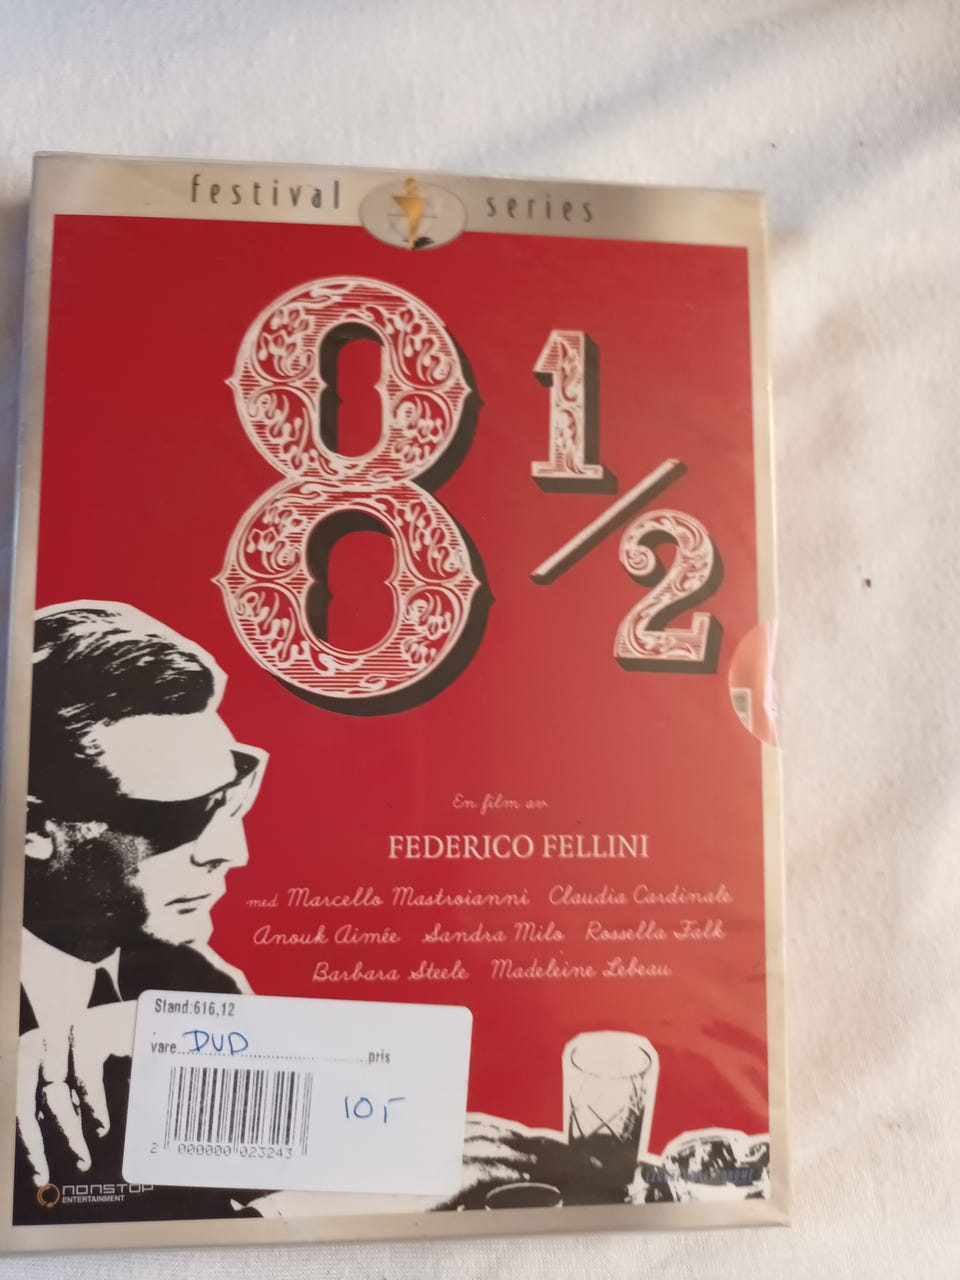 festival series
8 1/2
En film av
FEDERICO FELLINI
med Marcello Mastroianni Claudia Cardinale
Anouk Aimée Sandra Milo Rossella Falk
Barbara Steele Madeleine Lebeau
Stand:616,12
vare DVD pris
10,-
2 000000 023243
nonstop
ENTERTAINMENT